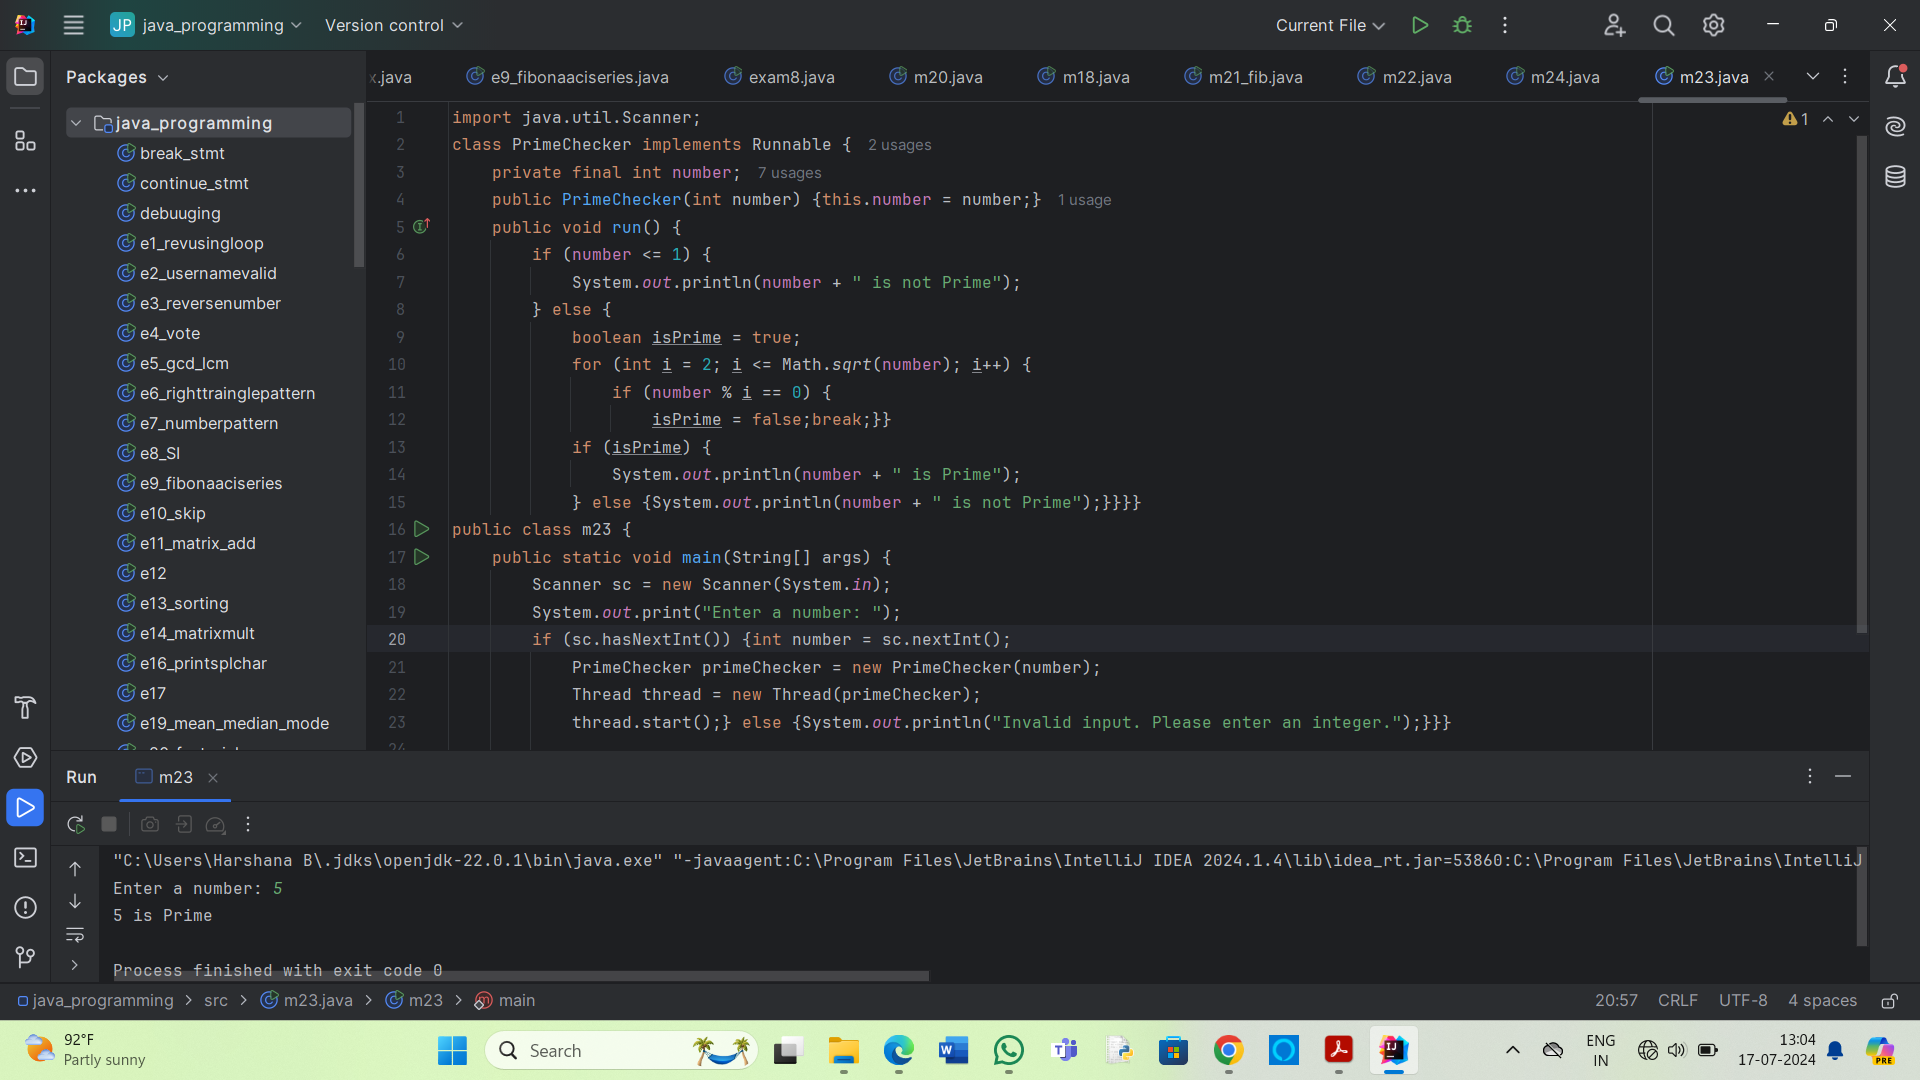 JP java_programming Version control Current File
Packages
x.java e9_fibonaaciseries.java exam8.java m20.java m18.java m21_fib.java m22.java m24.java m23.java
java_programming
break_stmt
continue_stmt
debuuging
e1_revusingloop
e2_usernamevalid
e3_reversenumber
e4_vote
e5_gcd_lcm
e6_righttrainglepattern
e7_numberpattern
e8_SI
e9_fibonaaciseries
e10_skip
e11_matrix_add
e12
e13_sorting
e14_matrixmult
e16_printsplchar
e17
e19_mean_median_mode
1 import java.util.Scanner;
2 class PrimeChecker implements Runnable { 2 usages
3 private final int number; 7 usages
4 public PrimeChecker(int number) {this.number = number;} 1 usage
5 public void run() {
6 if (number <= 1) {
7 System.out.println(number + " is not Prime");
8 } else {
9 boolean isPrime = true;
10 for (int i = 2; i <= Math.sqrt(number); i++) {
11 if (number % i == 0) {
12 isPrime = false;break;}}
13 if (isPrime) {
14 System.out.println(number + " is Prime");
15 } else {System.out.println(number + " is not Prime");}}}}
16 public class m23 {
17 public static void main(String[] args) {
18 Scanner sc = new Scanner(System.in);
19 System.out.print("Enter a number: ");
20 if (sc.hasNextInt()) {int number = sc.nextInt();
21 PrimeChecker primeChecker = new PrimeChecker(number);
22 Thread thread = new Thread(primeChecker);
23 thread.start();} else {System.out.println("Invalid input. Please enter an integer.");}}}
24
1
Run m23
"C:\Users\Harshana B\.jdks\openjdk-22.0.1\bin\java.exe" "-javaagent:C:\Program Files\JetBrains\IntelliJ IDEA 2024.1.4\lib\idea_rt.jar=53860:C:\Program Files\JetBrains\IntelliJ
Enter a number: 5
5 is Prime
Process finished with exit code 0
java_programming > src > m23.java > m23 > main 20:57 CRLF UTF-8 4 spaces
92°F
Partly sunny
Search
ENG
IN
13:04
17-07-2024
PRE